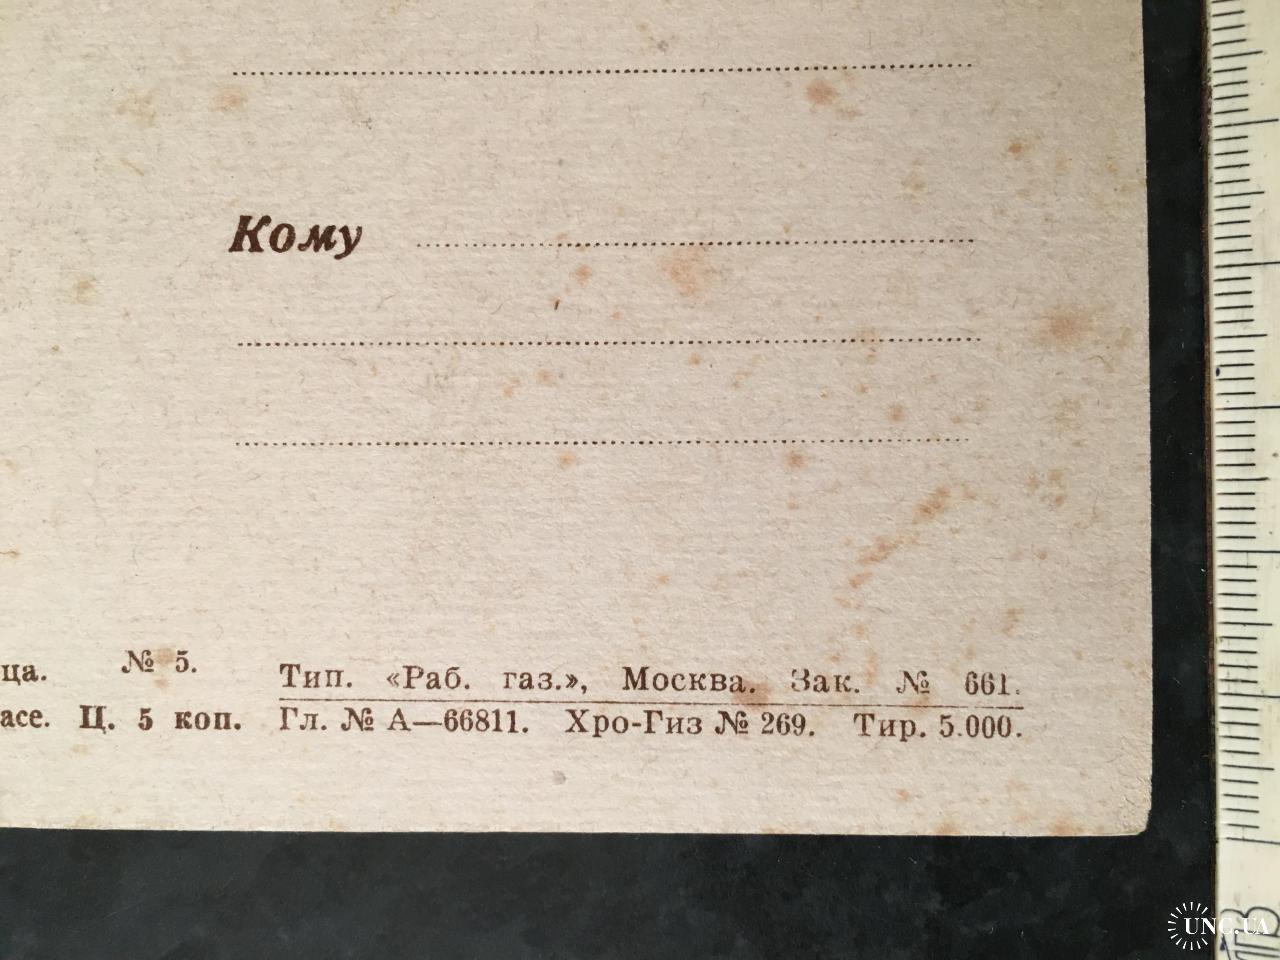 Кому
ца. № 5.
асе. Ц. 5 коп.
Тип. «Раб. газ.», Москва. Зак. № 661.
Гл. № А—66811. Хро-Гиз № 269. Тир. 5.000.
UNC.UA